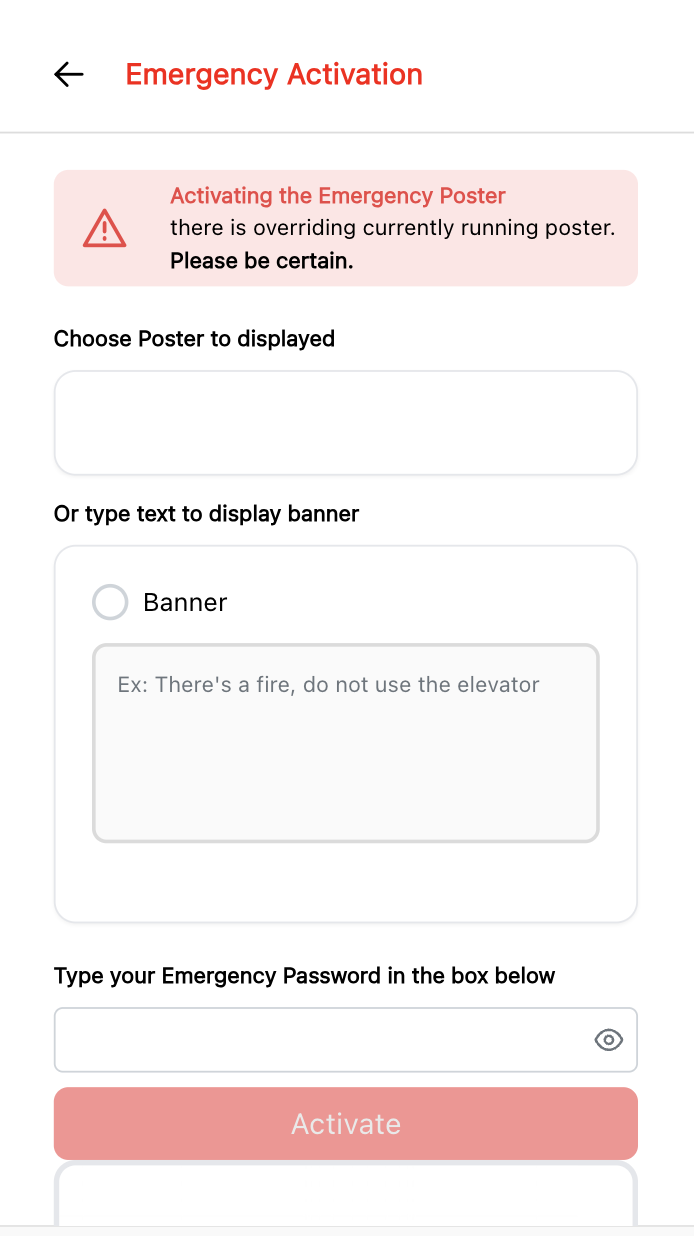 Emergency Activation
Activating the Emergency Poster
there is overriding currently running poster.
Please be certain.
Choose Poster to displayed
Or type text to display banner
Banner
Ex: There's a fire, do not use the elevator
Type your Emergency Password in the box below
Activate